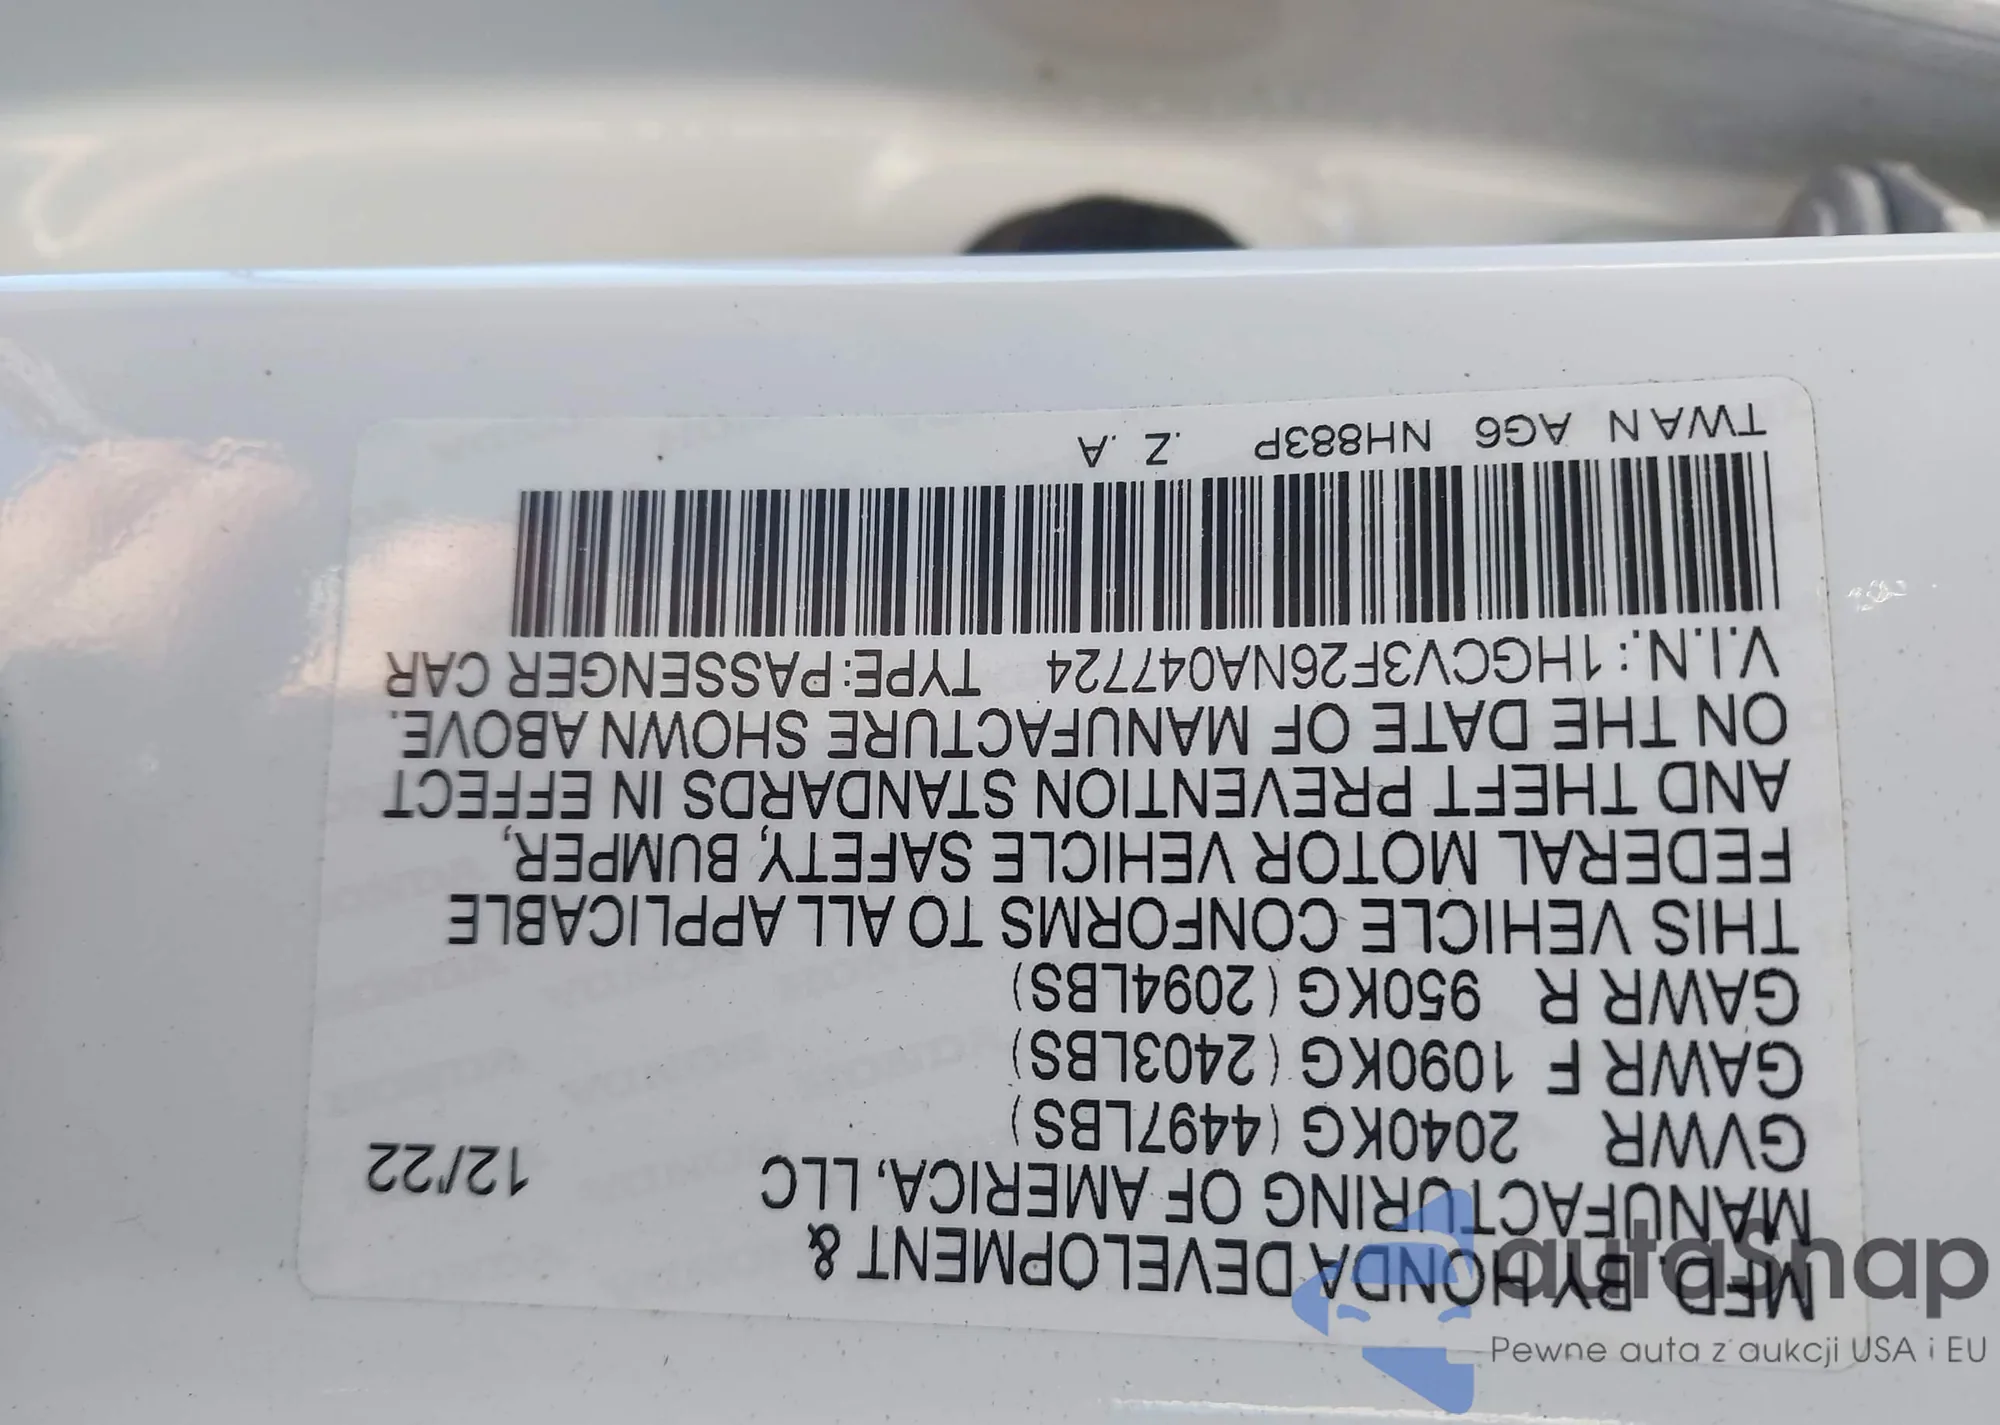 MFD. BY HONDA DEVELOPMENT &
MANUFACTURING OF AMERICA, LLC 12/22
GVWR 2040KG (4497LBS)
GAWR F 1090KG (2403LBS)
GAWR R 950KG (2094LBS)
THIS VEHICLE CONFORMS TO ALL APPLICABLE
FEDERAL MOTOR VEHICLE SAFETY, BUMPER,
AND THEFT PREVENTION STANDARDS IN EFFECT
ON THE DATE OF MANUFACTURE SHOWN ABOVE.
V.I.N.:1HGCV3F26NA047724 TYPE:PASSENGER CAR
TWAN AG6 NH883P .Z .A
autaSnap
Pewne auta z aukcji USA i EU